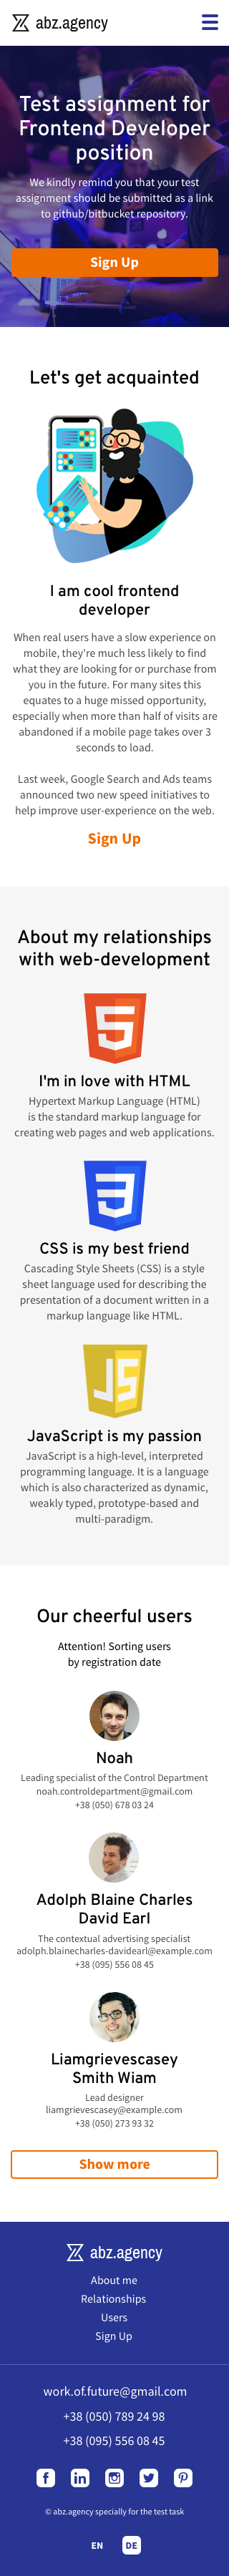 abz.agency
Test assignment for
Frontend Developer
position
We kindly remind you that your test
assignment should be submitted as a link
to github/bitbucket repository.
Sign Up
Let's get acquainted
I am cool frontend
developer
When real users have a slow experience on
mobile, they're much less likely to find
what they are looking for or purchase from
you in the future. For many sites this
equates to a huge missed opportunity,
especially when more than half of visits are
abandoned if a mobile page takes over 3
seconds to load.
Last week, Google Search and Ads teams
announced two new speed initiatives to
help improve user-experience on the web.
Sign Up
About my relationships
with web-development
5
I'm in love with HTML
Hypertext Markup Language (HTML)
is the standard markup language for
creating web pages and web applications.
3
CSS is my best friend
Cascading Style Sheets (CSS) is a style
sheet language used for describing the
presentation of a document written in a
markup language like HTML.
JS
JavaScript is my passion
JavaScript is a high-level, interpreted
programming language. It is a language
which is also characterized as dynamic,
weakly typed, prototype-based and
multi-paradigm.
Our cheerful users
Attention! Sorting users
by registration date
Noah
Leading specialist of the Control Department
noah.controldepartment@gmail.com
+38 (050) 678 03 24
Adolph Blaine Charles
David Earl
The contextual advertising specialist
adolph.blainecharles-davidearl@example.com
+38 (095) 556 08 45
Liamgrievescasey
Smith Wiam
Lead designer
liamgrievescasey@example.com
+38 (050) 273 93 32
Show more
abz.agency
About me
Relationships
Users
Sign Up
work.of.future@gmail.com
+38 (050) 789 24 98
+38 (095) 556 08 45
in
© abz.agency specially for the test task
EN DE